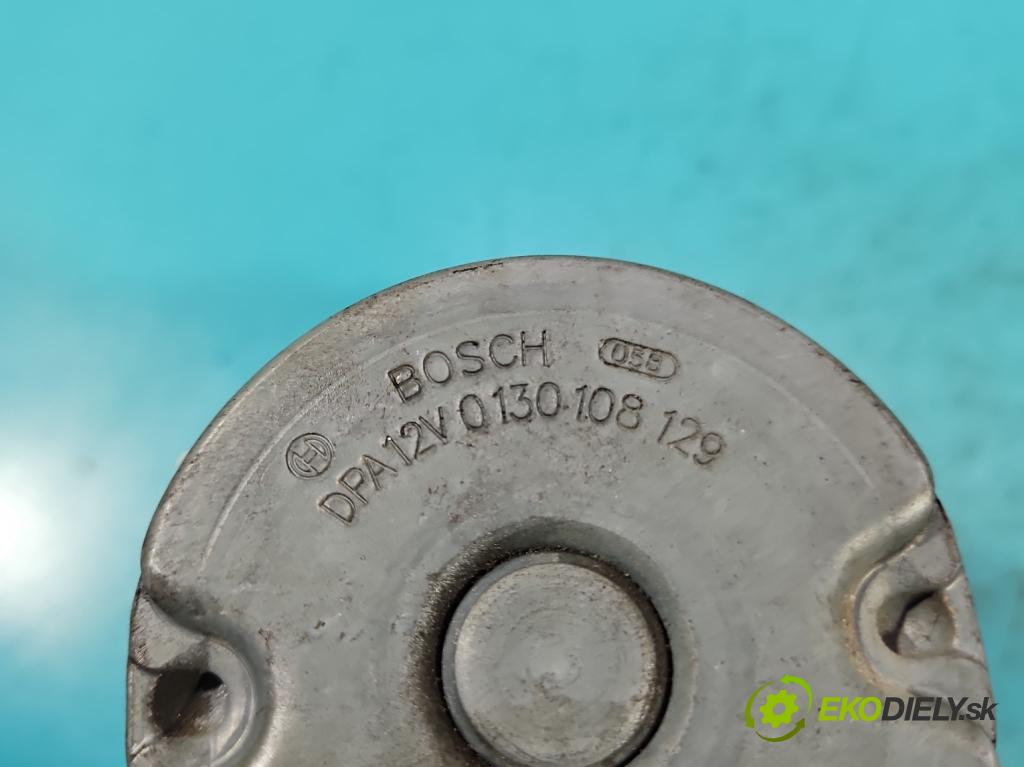 BOSCH 058
H DPA 12V 0 130 108 129
EKODIELY.sk